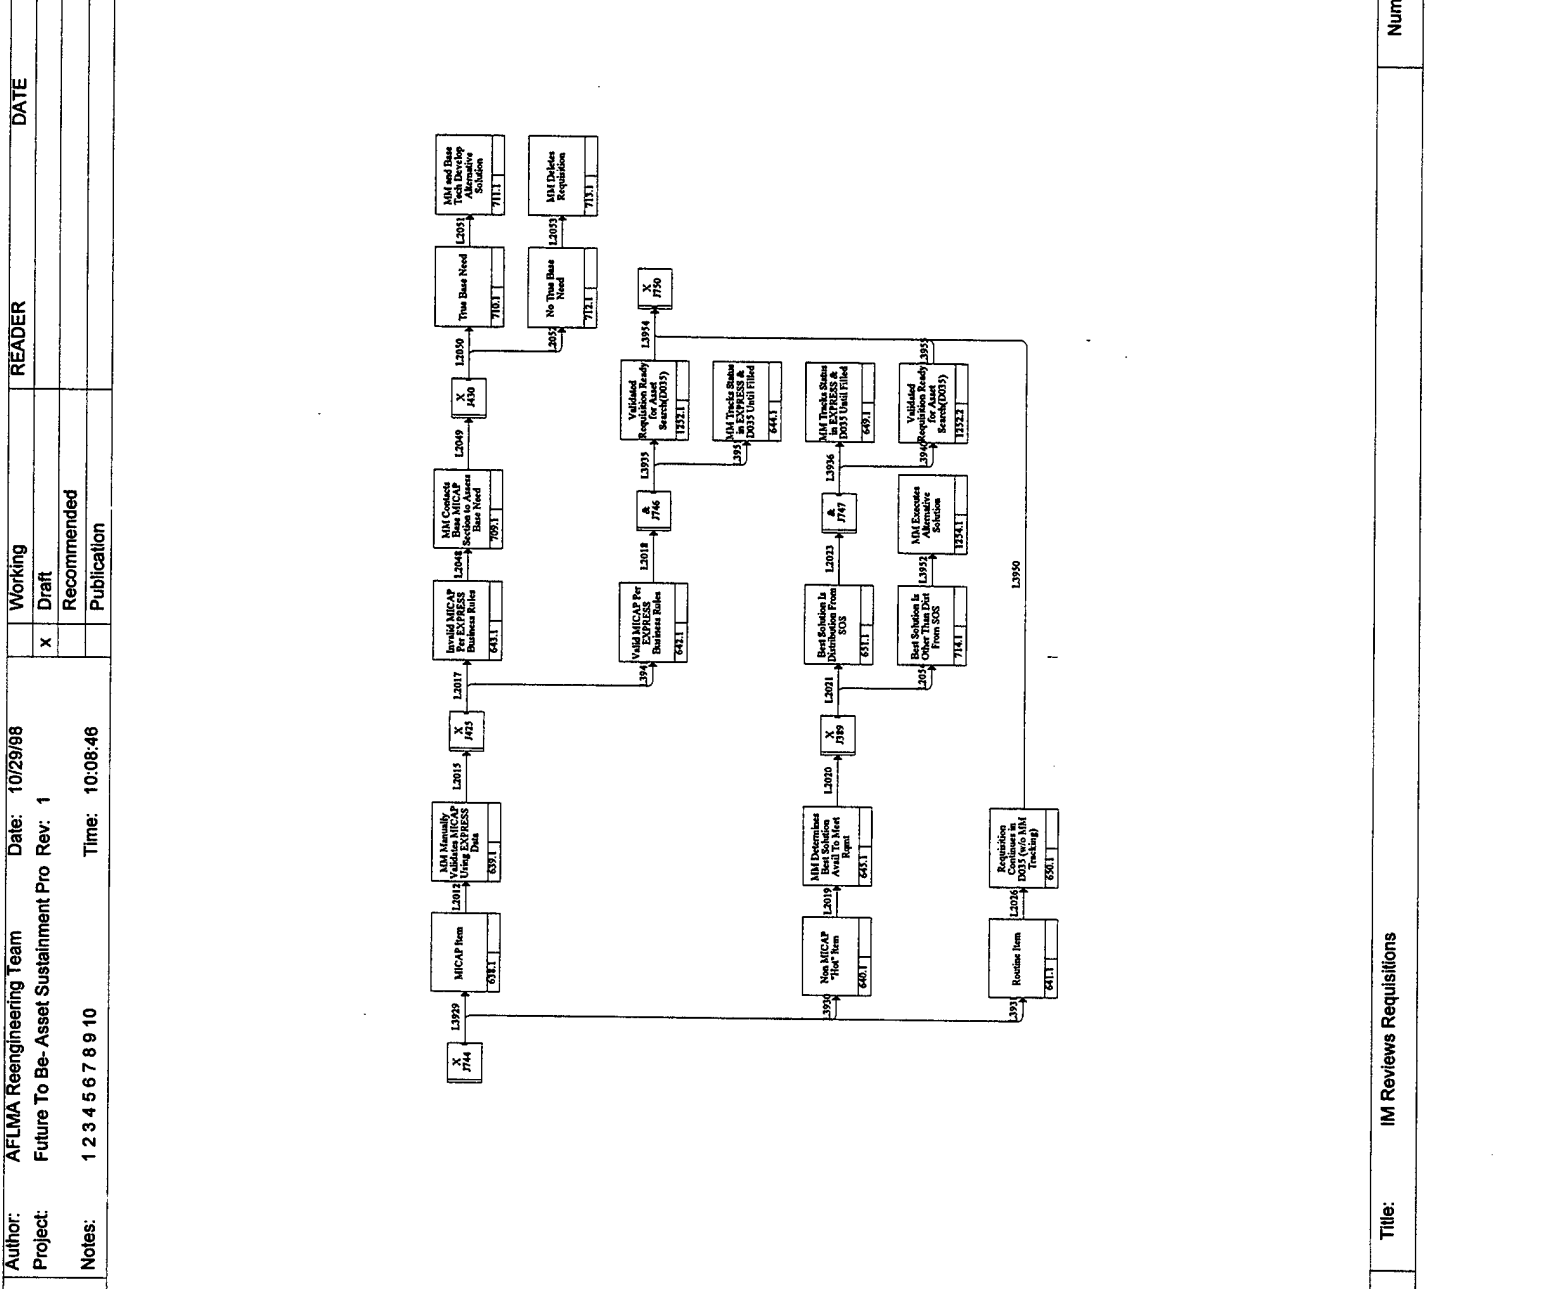 Author: AFLMA Reengineering Team Date: 10/29/98 Working READER DATE
Project: Future To Be- Asset Sustainment Pro Rev: 1 X Draft
Recommended
Notes: 1 2 3 4 5 6 7 8 9 10 Time: 10:08:46 Publication
X
J744
L3929
MICAP Item
638.1
L2012
MM Manually
Validates MICAP
Using EXPRESS
Data
639.1
L2015
X
J425
L2017
Invalid MICAP
Per EXPRESS
Business Rules
643.1
L2048
MM Contacts
Base MICAP
Section to Assess
Base Need
709.1
L2049
X
J430
L2050
True Base Need
710.1
L2051
MM and Base
Tech Develop
Alternative
Solution
711.1
L2052
No True Base
Need
712.1
L2053
MM Deletes
Requisition
713.1
L394
Valid MICAP Per
EXPRESS
Business Rules
642.1
L2018
&
J746
L3935
Validated
Requisition Ready
for Asset
Search(D035)
1252.1
L3954
X
J750
L395
MM Tracks Status
in EXPRESS &
D035 Until Filled
644.1
L3930
Non MICAP
"Hot" Item
640.1
L2019
MM Determines
Best Solution
Avail To Meet
Rqmt
645.1
L2020
X
J389
L2021
Best Solution Is
Distribution From
SOS
651.1
L2023
&
J747
L3936
MM Tracks Status
in EXPRESS &
D035 Until Filled
649.1
L2054
Best Solution Is
Other Than Dist
From SOS
714.1
L3952
MM Executes
Alternative
Solution
1254.1
L394
Validated
Requisition Ready
for Asset
Search(D035)
1252.2
L3955
L393
Routine Item
641.1
L2026
Requisition
Continues in
D035 (w/o MM
Tracking)
650.1
L3950
Title: IM Reviews Requisitions Num